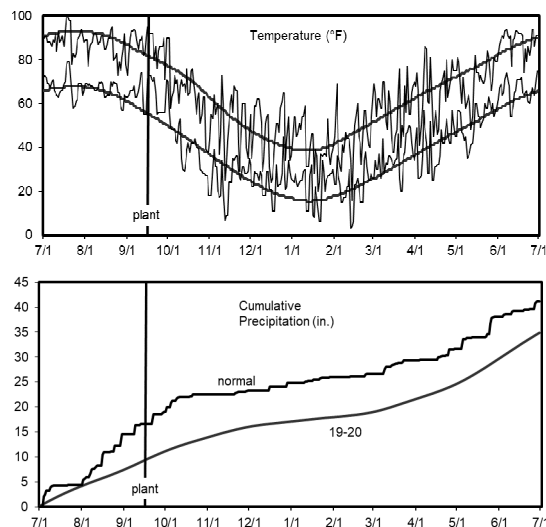 Temperature (°F)
100
80
60
40
20
0
plant
7/1 8/1 9/1 10/1 11/1 12/1 1/1 2/1 3/1 4/1 5/1 6/1 7/1
Cumulative
Precipitation (in.)
45
40
35
30
25
20
15
10
5
0
normal
19-20
plant
7/1 8/1 9/1 10/1 11/1 12/1 1/1 2/1 3/1 4/1 5/1 6/1 7/1